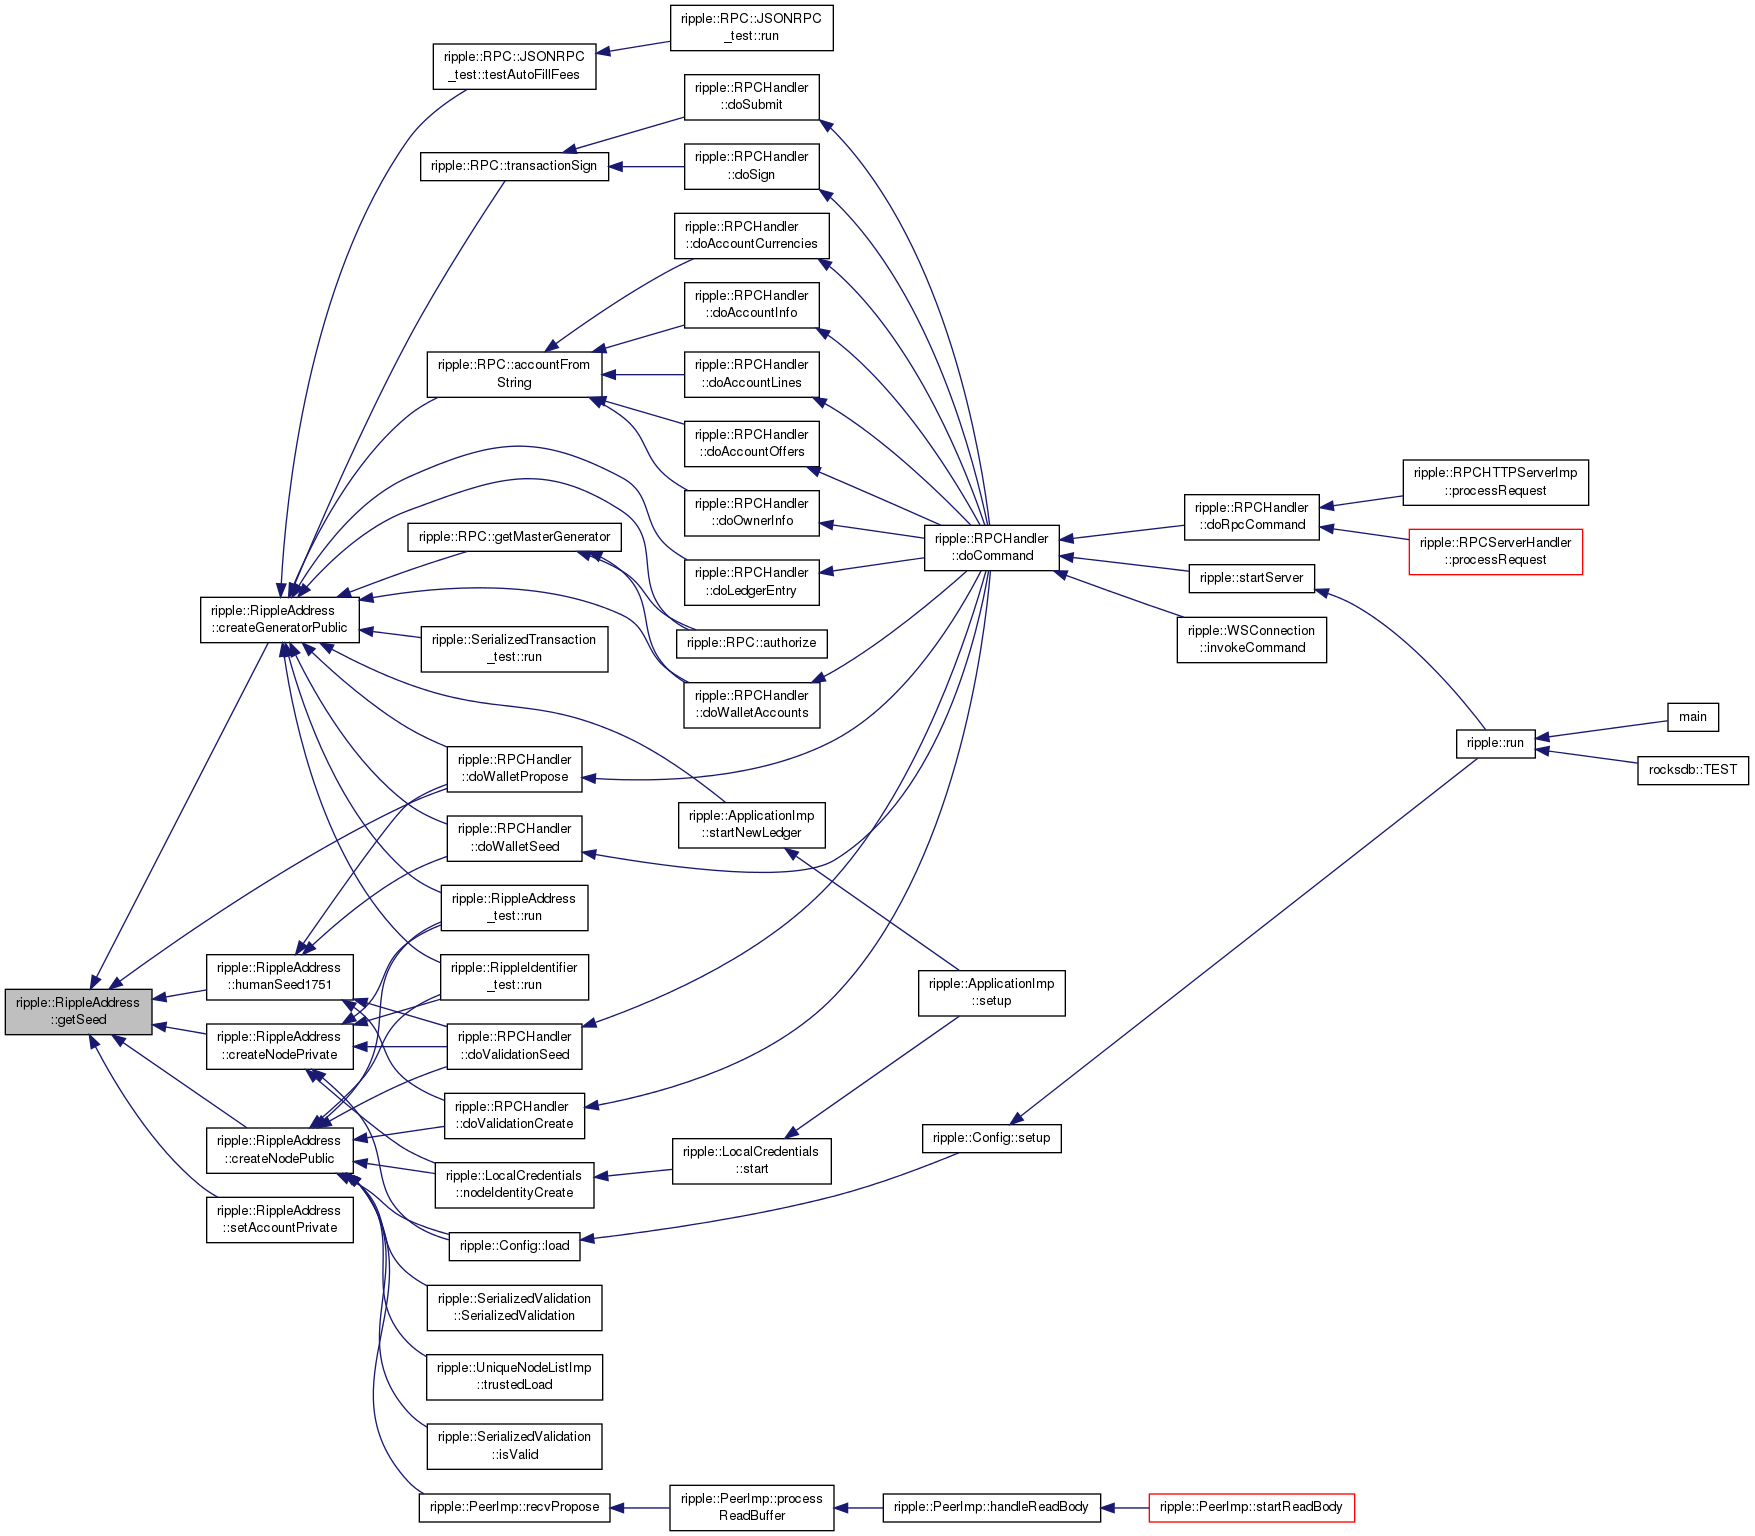 ripple::RPC::JSONRPC
_test::run
ripple::RPC::JSONRPC
_test::testAutoFillFees
ripple::RPCHandler
::doSubmit
ripple::RPC::transactionSign
ripple::RPCHandler
::doSign
ripple::RPCHandler
::doAccountCurrencies
ripple::RPCHandler
::doAccountInfo
ripple::RPC::accountFrom
String
ripple::RPCHandler
::doAccountLines
ripple::RPCHandler
::doAccountOffers
ripple::RPCHandler
::doOwnerInfo
ripple::RPC::getMasterGenerator
ripple::RPCHandler
::doLedgerEntry
ripple::RPCHandler
::doCommand
ripple::RPCHandler
::doRpcCommand
ripple::RPCHTTPServerImp
::processRequest
ripple::RPCServerHandler
::processRequest
ripple::startServer
ripple::WSConnection
::invokeCommand
ripple::RippleAddress
::createGeneratorPublic
ripple::SerializedTransaction
_test::run
ripple::RPC::authorize
ripple::RPCHandler
::doWalletAccounts
ripple::run
main
rocksdb::TEST
ripple::RPCHandler
::doWalletPropose
ripple::ApplicationImp
::startNewLedger
ripple::RPCHandler
::doWalletSeed
ripple::RippleAddress
_test::run
ripple::RippleAddress
::humanSeed1751
ripple::RippleIdentifier
_test::run
ripple::ApplicationImp
::setup
ripple::RippleAddress
::getSeed
ripple::RippleAddress
::createNodePrivate
ripple::RPCHandler
::doValidationSeed
ripple::RPCHandler
::doValidationCreate
ripple::RippleAddress
::createNodePublic
ripple::LocalCredentials
::start
ripple::Config::setup
ripple::LocalCredentials
::nodeIdentityCreate
ripple::RippleAddress
::setAccountPrivate
ripple::Config::load
ripple::SerializedValidation
::SerializedValidation
ripple::UniqueNodeListImp
::trustedLoad
ripple::SerializedValidation
::isValid
ripple::PeerImp::recvPropose
ripple::PeerImp::process
ReadBuffer
ripple::PeerImp::handleReadBody
ripple::PeerImp::startReadBody